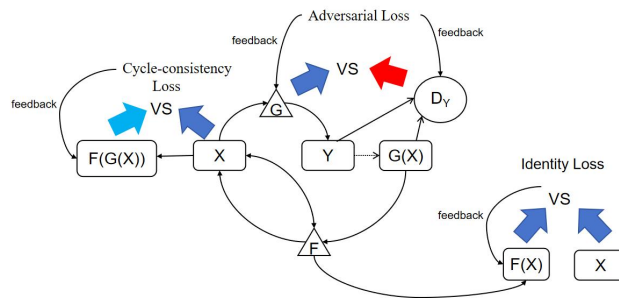 Adversarial Loss
feedback
feedback
Cycle-consistency
Loss
VS
feedback
VS
G
D_Y
F(G(X))
X
Y
G(X)
Identity Loss
VS
feedback
F
F(X)
X